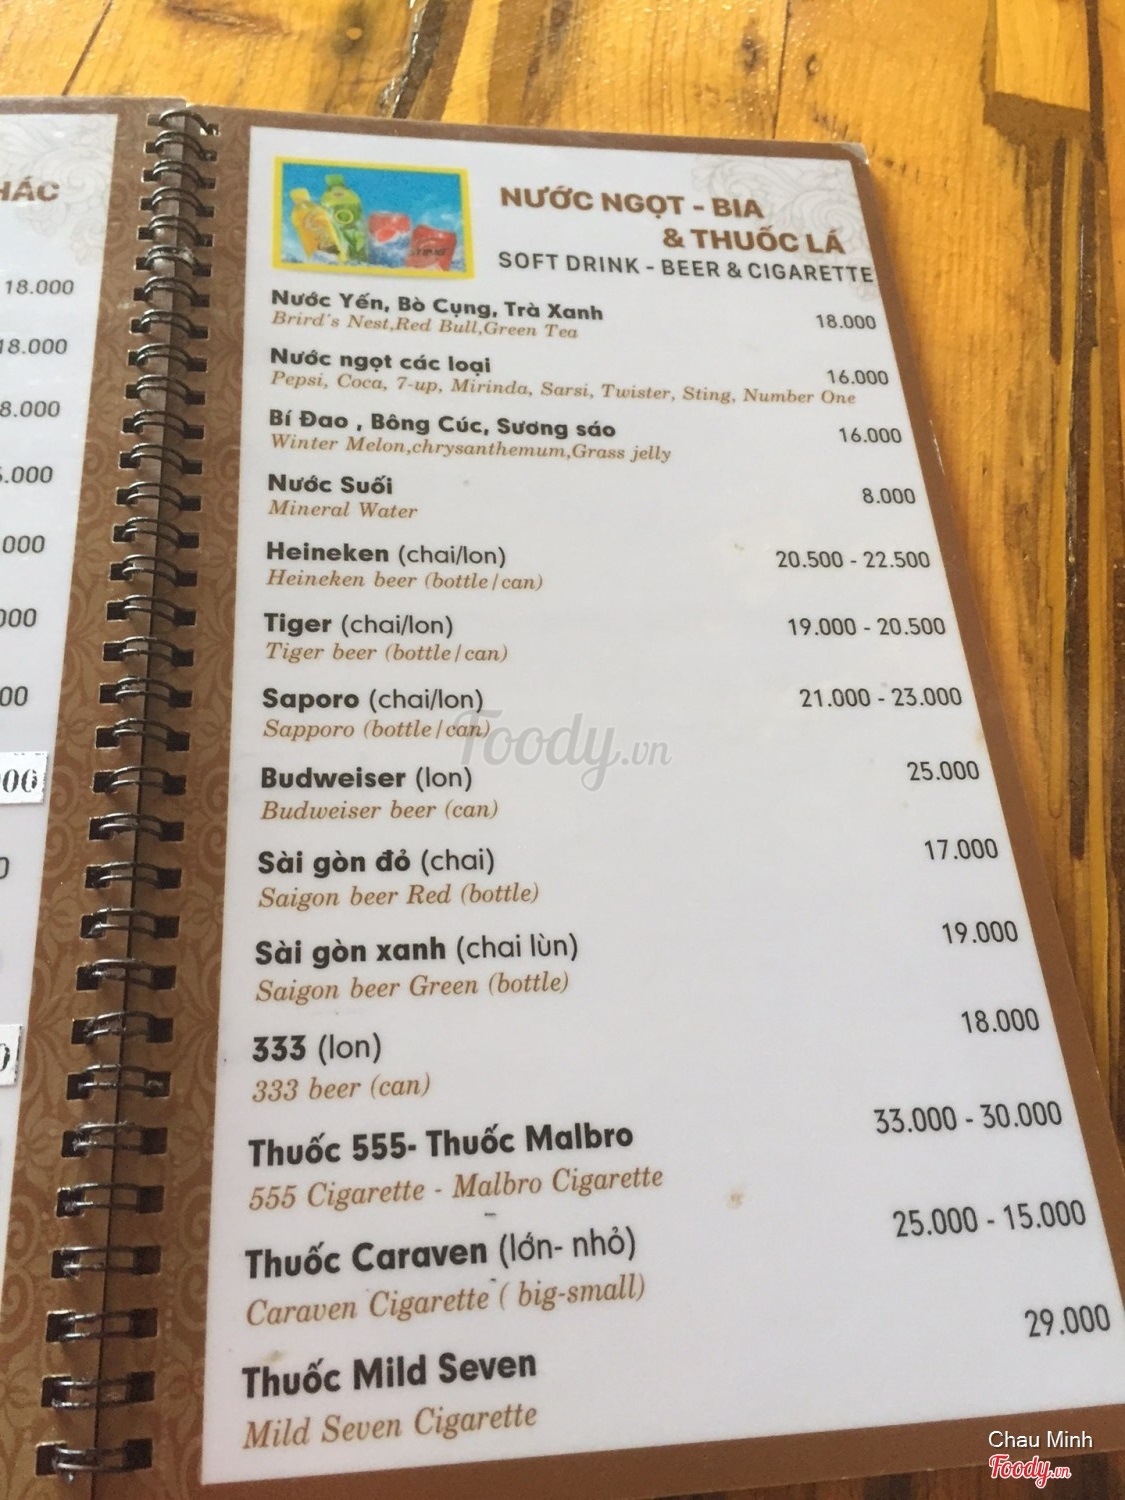 HÁC
18.000
18.000
8.000
.000
000
000
00
00
0
NƯỚC NGỌT - BIA
& THUỐC LÁ
SOFT DRINK - BEER & CIGARETTE
Nước Yến, Bò Cụng, Trà Xanh 18.000
Brird's Nest,Red Bull,Green Tea
Nước ngọt các loại 16.000
Pepsi, Coca, 7-up, Mirinda, Sarsi, Twister, Sting, Number One
Bí Đao , Bông Cúc, Sương sáo 16.000
Winter Melon,chrysanthemum,Grass jelly
Nước Suối 8.000
Mineral Water
Heineken (chai/lon) 20.500 - 22.500
Heineken beer (bottle/can)
Tiger (chai/lon) 19.000 - 20.500
Tiger beer (bottle/can)
Saporo (chai/lon) 21.000 - 23.000
Sapporo (bottle/can)
Foody.vn
Budweiser (lon) 25.000
Budweiser beer (can)
Sài gòn đỏ (chai) 17.000
Saigon beer Red (bottle)
Sài gòn xanh (chai lùn) 19.000
Saigon beer Green (bottle)
333 (lon) 18.000
333 beer (can)
Thuốc 555- Thuốc Malbro 33.000 - 30.000
555 Cigarette - Malbro Cigarette
Thuốc Caraven (lớn- nhỏ) 25.000 - 15.000
Caraven Cigarette ( big-small)
Thuốc Mild Seven 29.000
Mild Seven Cigarette
Chau Minh
Foody.vn